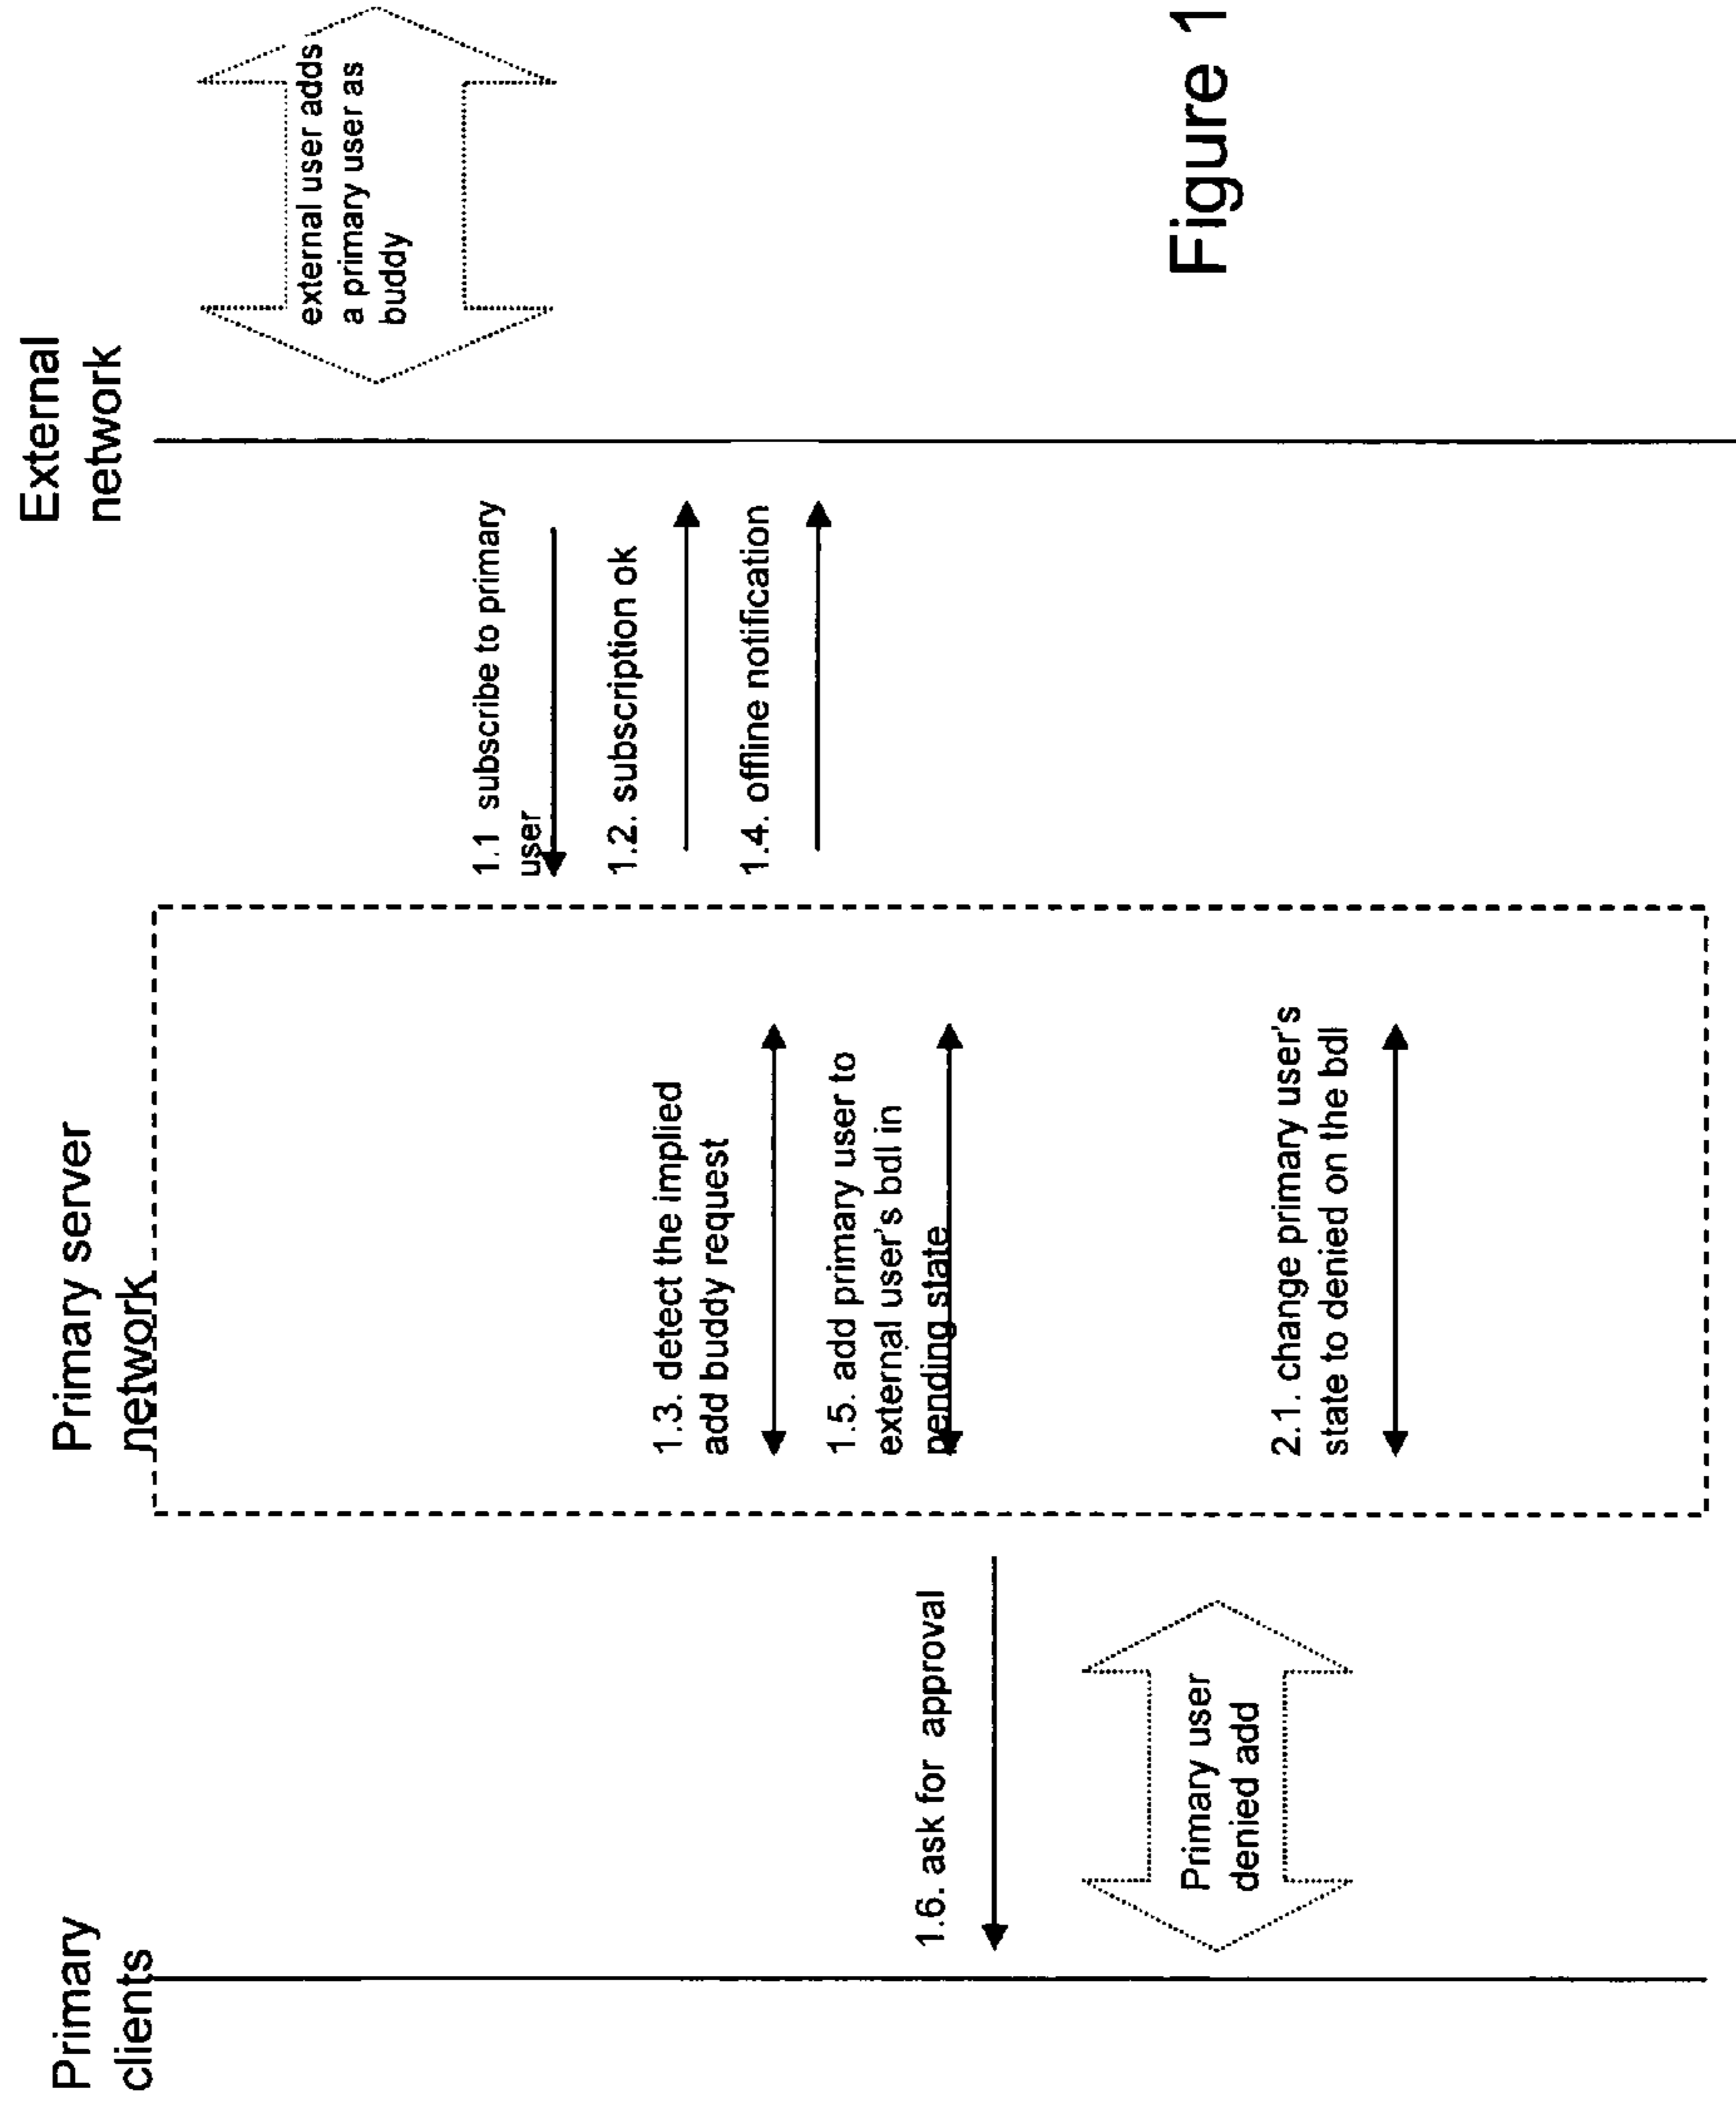 Primary
clients
Primary server
network
External
network
external user adds
a primary user as
buddy
1.1 subscribe to primary
user
1.2. subscription ok
1.3. detect the implied
add buddy request
1.4. offline notification
1.5. add primary user to
external user's bdl in
pending state
1.6. ask for approval
Primary user
denied add
2.1. change primary user's
state to denied on the bdl
Figure 1